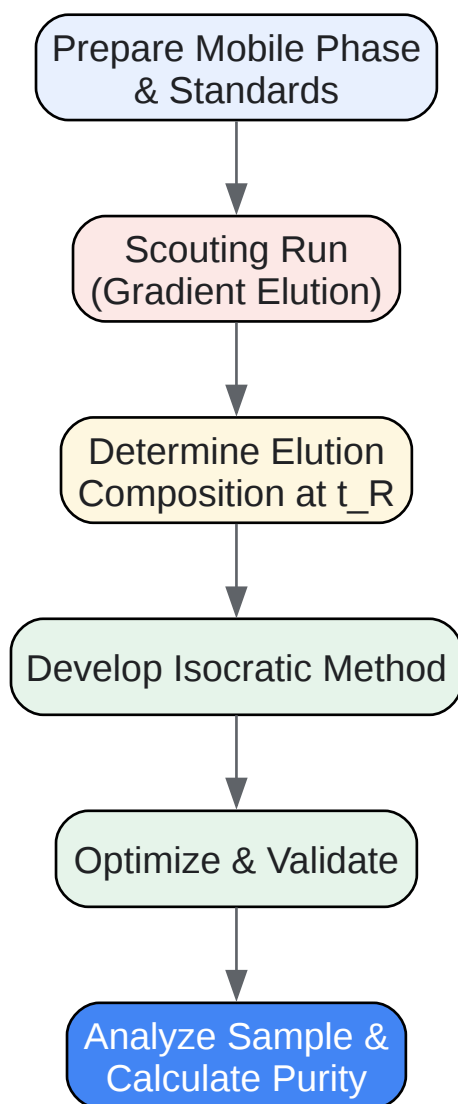 Prepare Mobile Phase
& Standards
Scouting Run
(Gradient Elution)
Determine Elution
Composition at t_R
Develop Isocratic Method
Optimize & Validate
Analyze Sample &
Calculate Purity